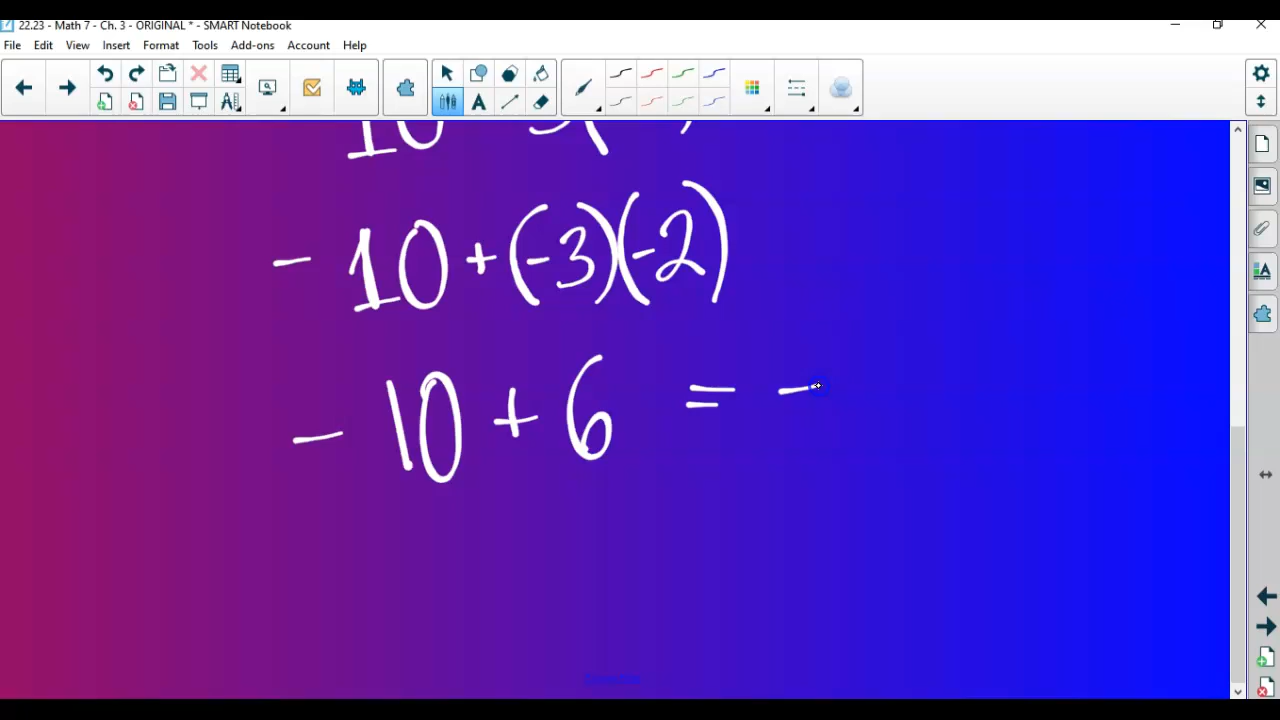 22.23 - Math 7 - Ch. 3 - ORIGINAL * - SMART Notebook
File Edit View Insert Format Tools Add-ons Account Help
- 10 + (-3)(-2)
- 10 + 6 = -